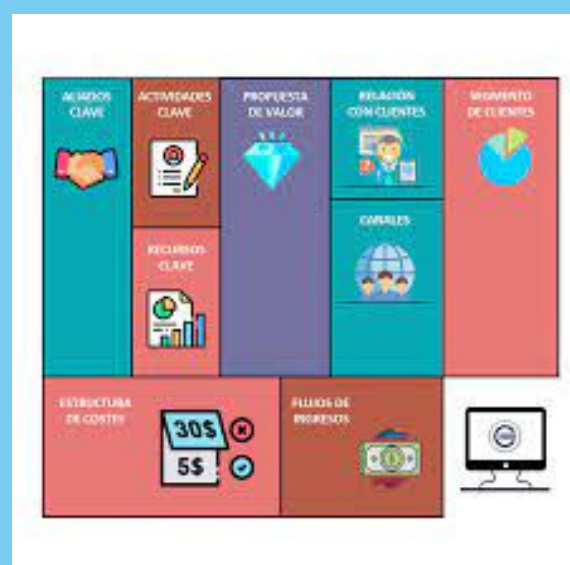 ALIADOS
CLAVE
ACTIVIDADES
CLAVE
PROPUESTA
DE VALOR
RELACIÓN
CON CLIENTES
SEGMENTO
DE CLIENTES
CANALES
RECURSOS
CLAVE
ESTRUCTURA
DE COSTES
30$
5$
FLUJOS DE
INGRESOS